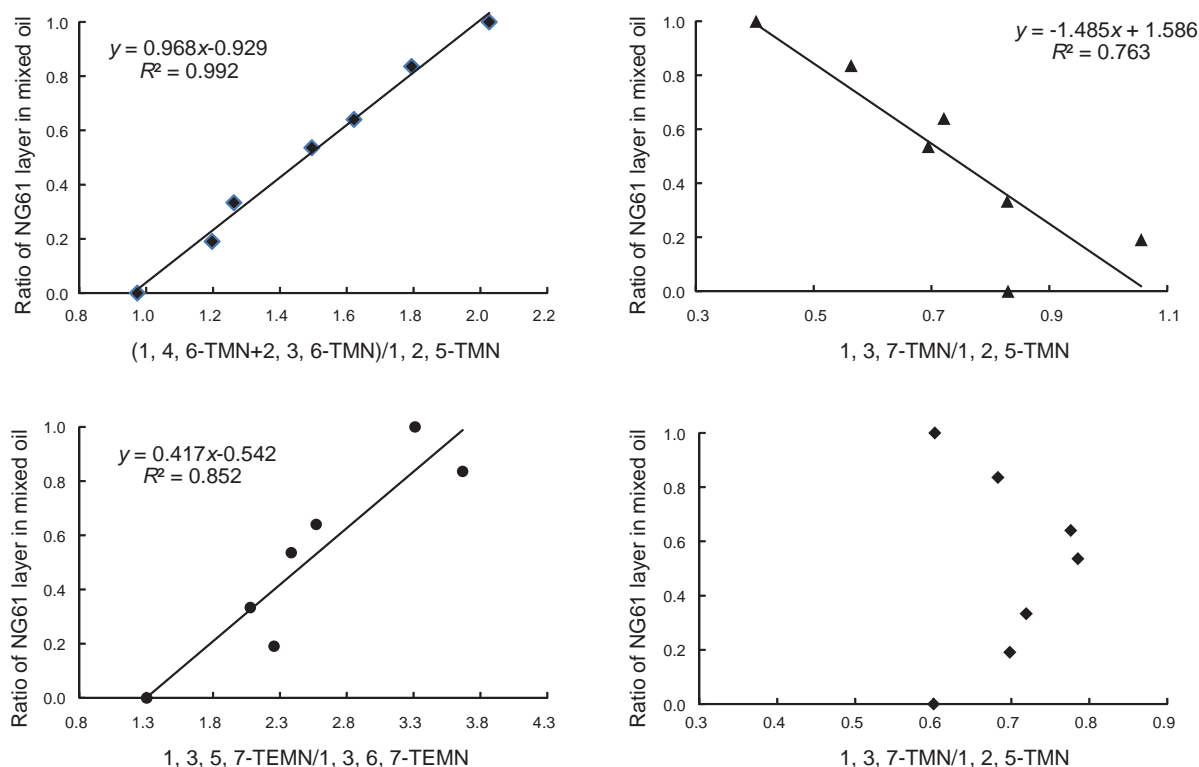 Ratio of NG61 layer in mixed oil
1.0
0.8
0.6
0.4
0.2
0.0
y = 0.968x-0.929
R² = 0.992
0.8 1.0 1.2 1.4 1.6 1.8 2.0 2.2
(1, 4, 6-TMN+2, 3, 6-TMN)/1, 2, 5-TMN
Ratio of NG61 layer in mixed oil
1.0
0.8
0.6
0.4
0.2
0.0
y = -1.485x + 1.586
R² = 0.763
0.3 0.5 0.7 0.9 1.1
1, 3, 7-TMN/1, 2, 5-TMN
Ratio of NG61 layer in mixed oil
1.0
0.8
0.6
0.4
0.2
0.0
y = 0.417x-0.542
R² = 0.852
0.8 1.3 1.8 2.3 2.8 3.3 3.8 4.3
1, 3, 5, 7-TEMN/1, 3, 6, 7-TEMN
Ratio of NG61 layer in mixed oil
1.0
0.8
0.6
0.4
0.2
0.0
0.3 0.4 0.5 0.6 0.7 0.8 0.9
1, 3, 7-TMN/1, 2, 5-TMN